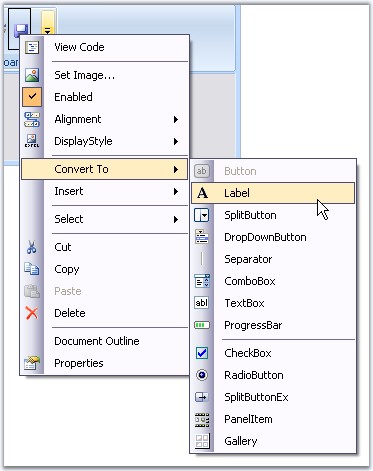 View Code
Set Image...
Enabled
Alignment
DisplayStyle
Convert To
Insert
Select
Cut
Copy
Paste
Delete
Document Outline
Properties
ab
Button
A
Label
SplitButton
DropDownButton
Separator
ComboBox
abl
TextBox
ProgressBar
CheckBox
RadioButton
SplitButtonEx
PanelItem
Gallery